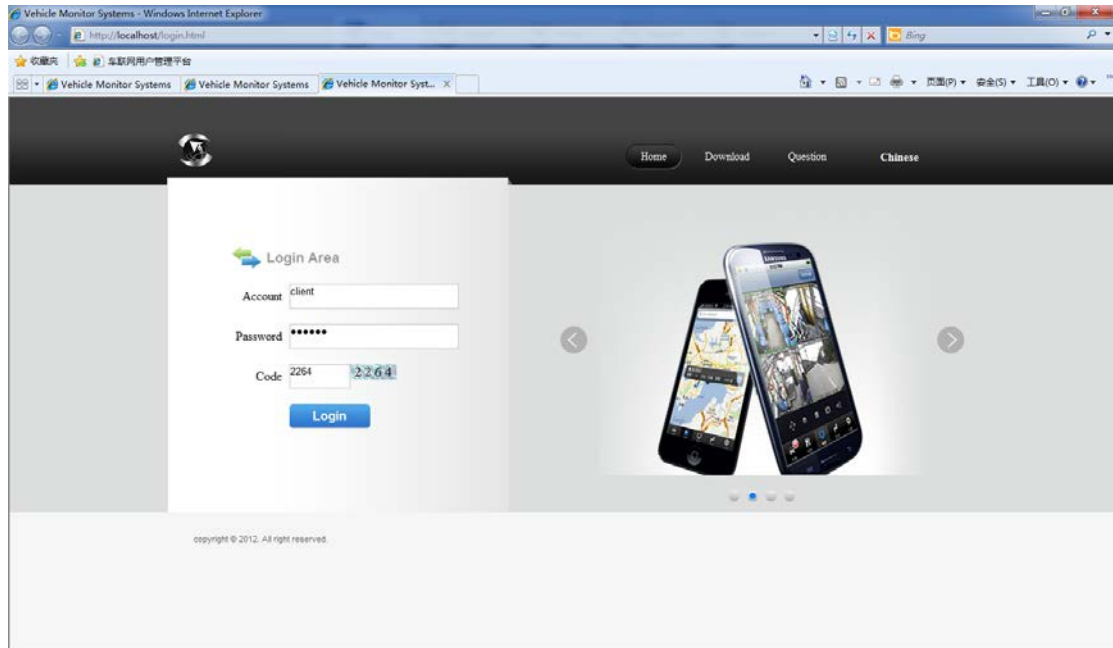 Vehicle Monitor Systems - Windows Internet Explorer
http://localhost/login.html
Bing
收藏夹 车联网用户管理平台
Vehicle Monitor Systems Vehicle Monitor Systems Vehicle Monitor Syst... X
页面(P) 安全(S) 工具(O)
Home Download Question Chinese
Login Area
Account client
Password ••••••
Code 2264 2264
Login
SAMSUNG
copyright © 2012. All right reserved.